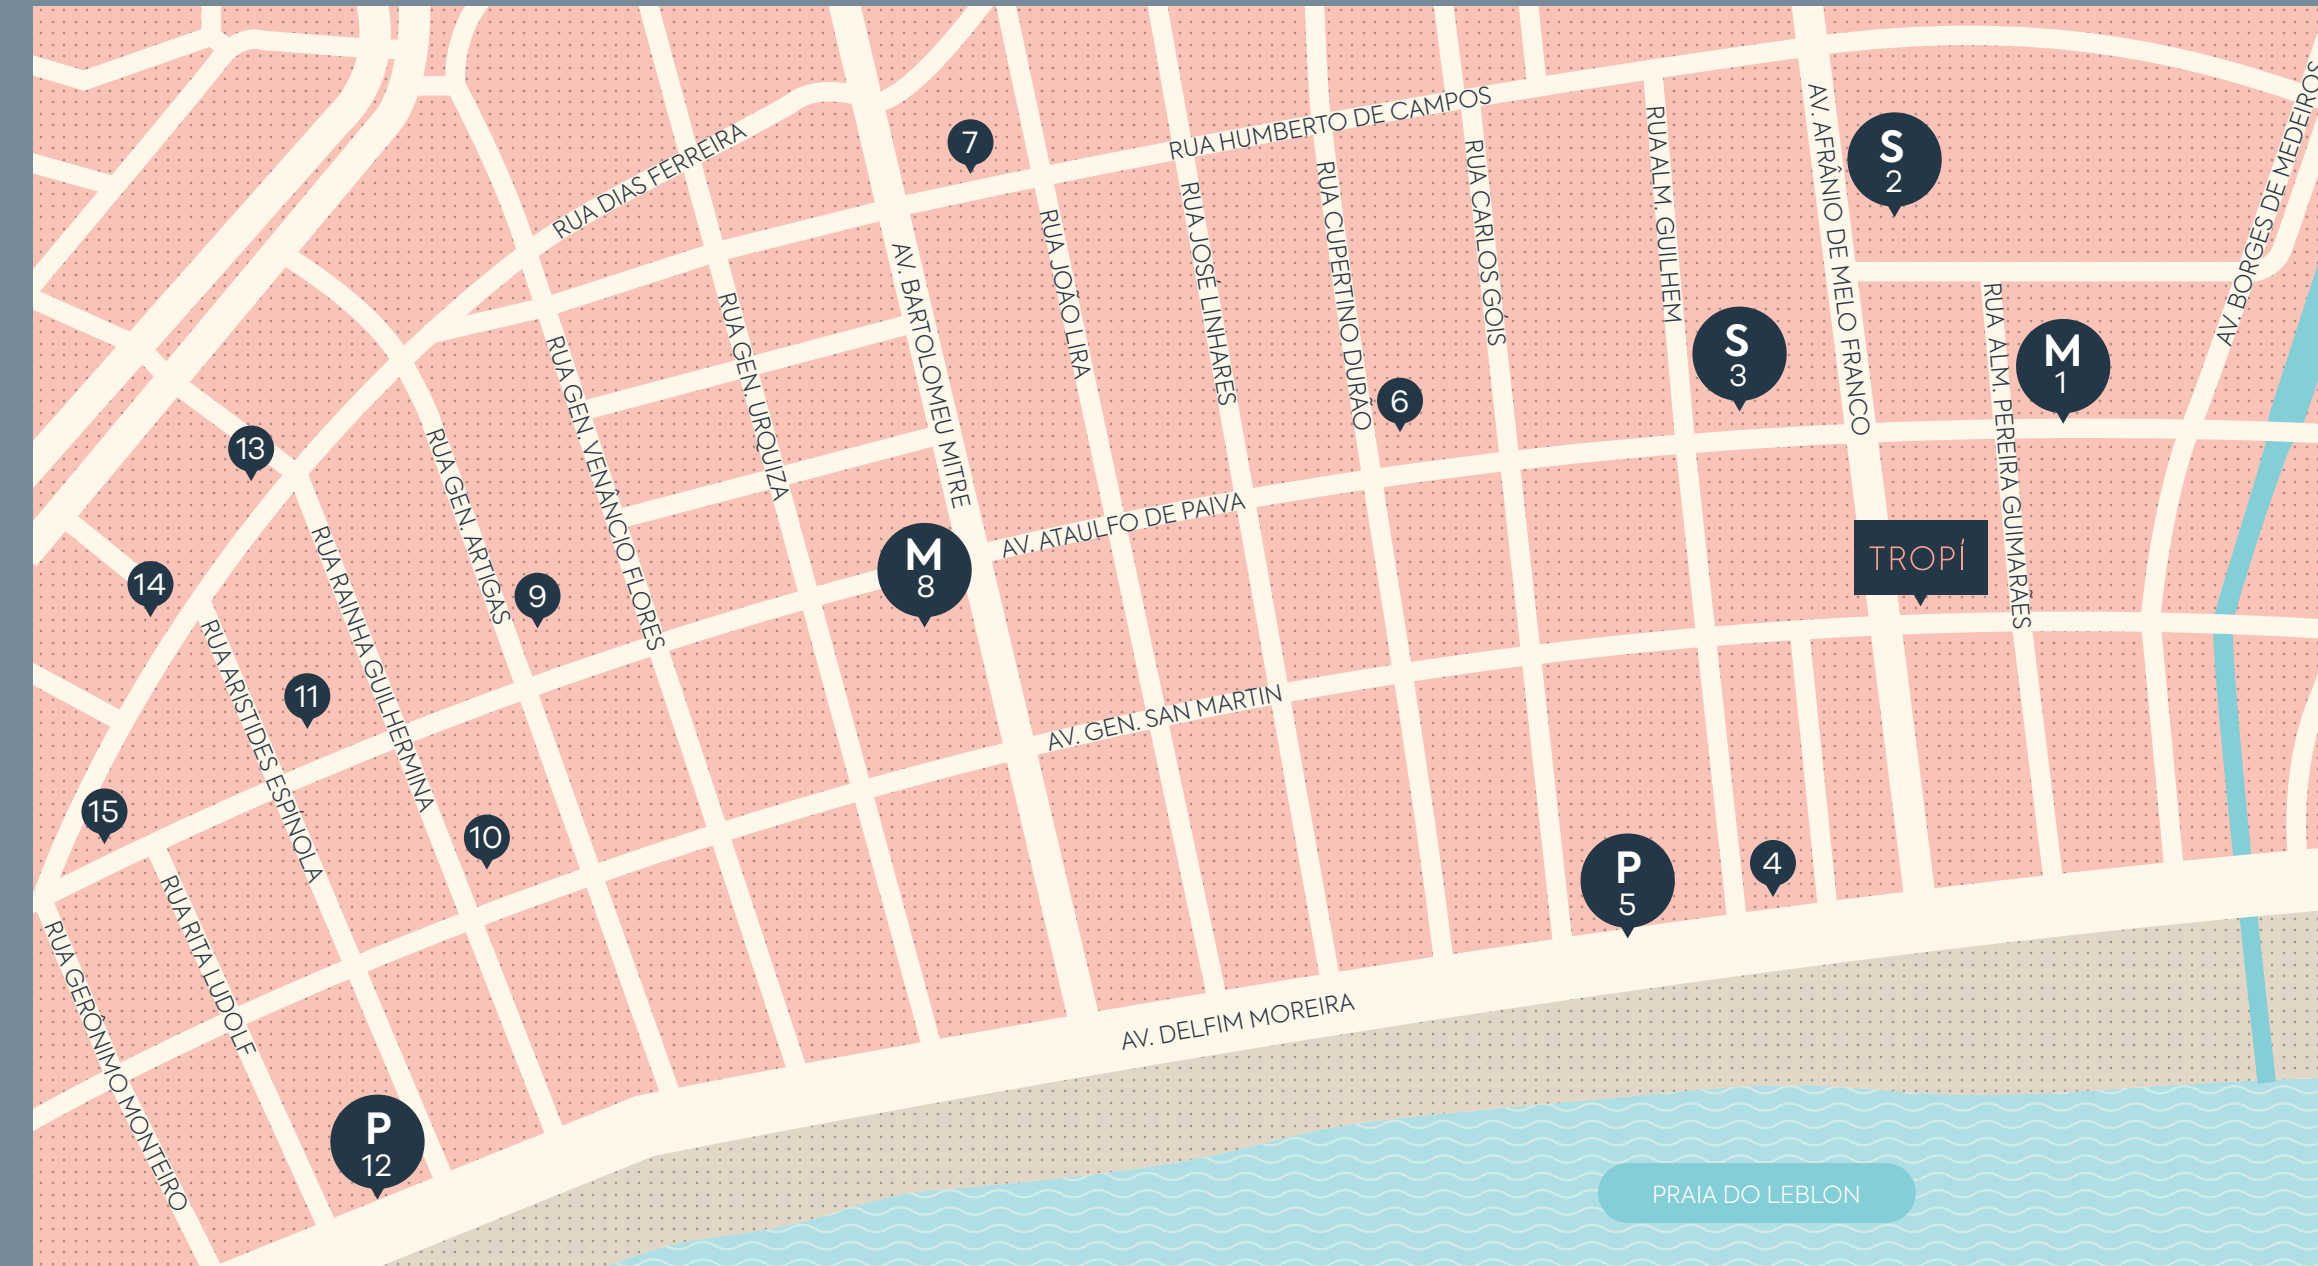 RUA DIAS FERREIRA
7
RUA HUMBERTO DE CAMPOS
AV. BARTOLOMEU MITRE
RUA JOÃO LIRA
RUA JOSÉ LINHARES
RUA CUPERTINO DURÃO
RUA CARLOS GÓIS
RUA ALM. GUILHEM
AV. AFRÂNIO DE MELO FRANCO
S
2
AV. BORGES DE MEDEIROS
S
3
RUA ALM. PEREIRA GUIMARÃES
M
1
RUA GEN. URQUIZA
RUA GEN. VENÂNCIO FLORES
6
13
RUA GEN. ARTIGAS
AV. ATAULFO DE PAIVA
RUA RAINHA GUILHERMINA
M
8
TROPÍ
14
9
RUA ARISTIDES ESPÍNOLA
11
AV. GEN. SAN MARTIN
15
10
P
5
4
RUA RITA LUDOLF
RUA GERÔNIMO MONTEIRO
AV. DELFIM MOREIRA
P
12
PRAIA DO LEBLON